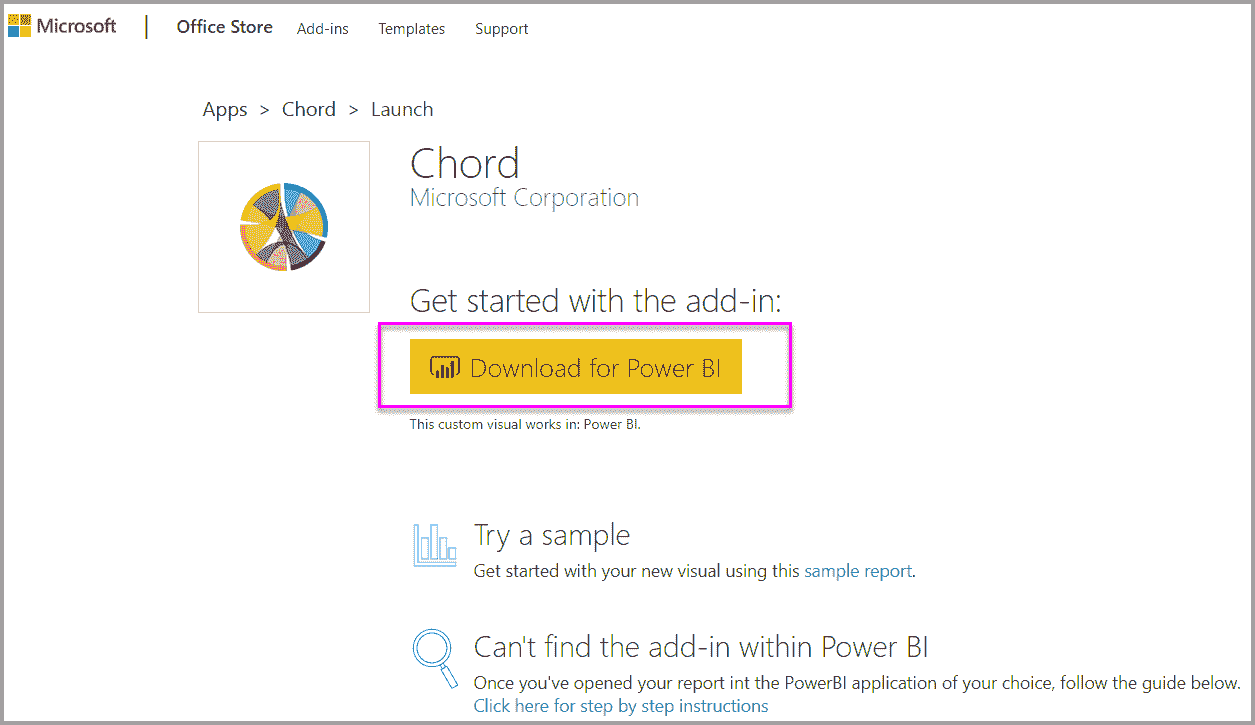 Microsoft | Office Store Add-ins Templates Support
Apps > Chord > Launch
Chord
Microsoft Corporation
Get started with the add-in:
Download for Power BI
This custom visual works in: Power BI.
Try a sample
Get started with your new visual using this sample report.
Can't find the add-in within Power BI
Once you've opened your report int the PowerBI application of your choice, follow the guide below.
Click here for step by step instructions